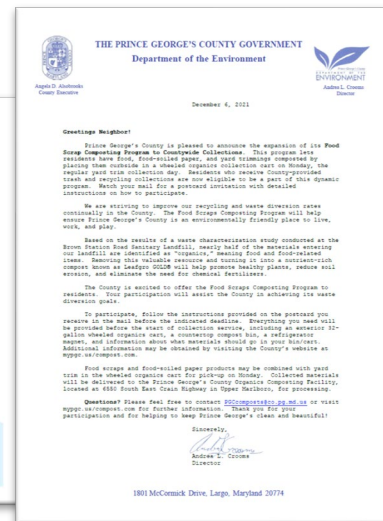 THE PRINCE GEORGE'S COUNTY GOVERNMENT
Department of the Environment
Angela D. Alsobrooks
County Executive
ENVIRONMENT
Andrea L. Crooms
Director
December 6, 2021
Greetings Neighbor!
Prince George's County is pleased to announce the expansion of its Food
Scrap Composting Program to Countywide Collections. This program lets
residents have food, food-soiled paper, and yard trimmings composted by
placing them curbside in a wheeled organics collection cart on Monday, the
regular yard trim collection day. Residents who receive County-provided
trash and recycling collections are now eligible to be a part of this dynamic
program. Watch your mail for a postcard invitation with detailed
instructions on how to participate.
We are striving to improve our recycling and waste diversion rates
continually in the County. The Food Scraps Composting Program will help
ensure Prince George's County is an environmentally friendly place to live,
work, and play.
Based on the results of a waste characterization study conducted at the
Brown Station Road Sanitary Landfill, nearly half of the materials entering
our landfill are identified as "organics," meaning food and food-related
items. Removing this valuable resource and turning it into a nutrient-rich
compost known as Leafgro GOLD® will help promote healthy plants, reduce soil
erosion, and eliminate the need for chemical fertilizers.
The County is excited to offer the Food Scraps Composting Program to
residents. Your participation will assist the County in achieving its waste
diversion goals.
To participate, follow the instructions provided on the postcard you
receive in the mail before the indicated deadline. Everything you will need will
be provided before the start of collection service, including an exterior 32-
gallon wheeled organics cart, a countertop compost bin, a refrigerator
magnet, and information about what materials should go in your bin/cart.
Additional information may be obtained by visiting the County's website at
mypgc.us/compost.com.
Food scraps and food-soiled paper products may be combined with yard
trim in the wheeled organics cart for pick-up on Monday. Collected materials
will be delivered to the Prince George's County Organics Composting Facility,
located at 6550 South East Crain Highway in Upper Marlboro, for processing.
Questions? Please feel free to contact PGCcomposts@co.pg.md.us or visit
mypgc.us/compost.com for further information. Thank you for your
participation and for helping to keep Prince George's clean and beautiful!
Sincerely,
Andrea L. Crooms
Director
1801 McCormick Drive, Largo, Maryland 20774